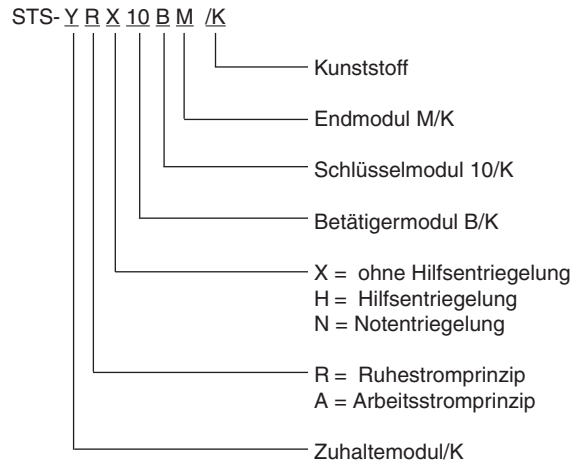 STS- Y R X 10 B M /K
Kunststoff
Endmodul M/K
Schlüsselmodul 10/K
Betätigermodul B/K
X = ohne Hilfsentriegelung
H = Hilfsentriegelung
N = Notentriegelung
R = Ruhestromprinzip
A = Arbeitsstromprinzip
Zuhaltemodul/K